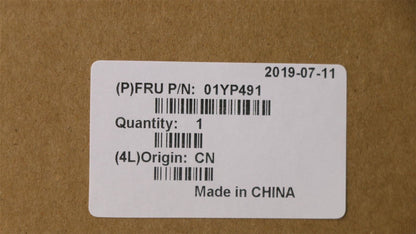 2019-07-11
(P)FRU P/N: 01YP491
Quantity: 1
(4L)Origin: CN
Made in CHINA